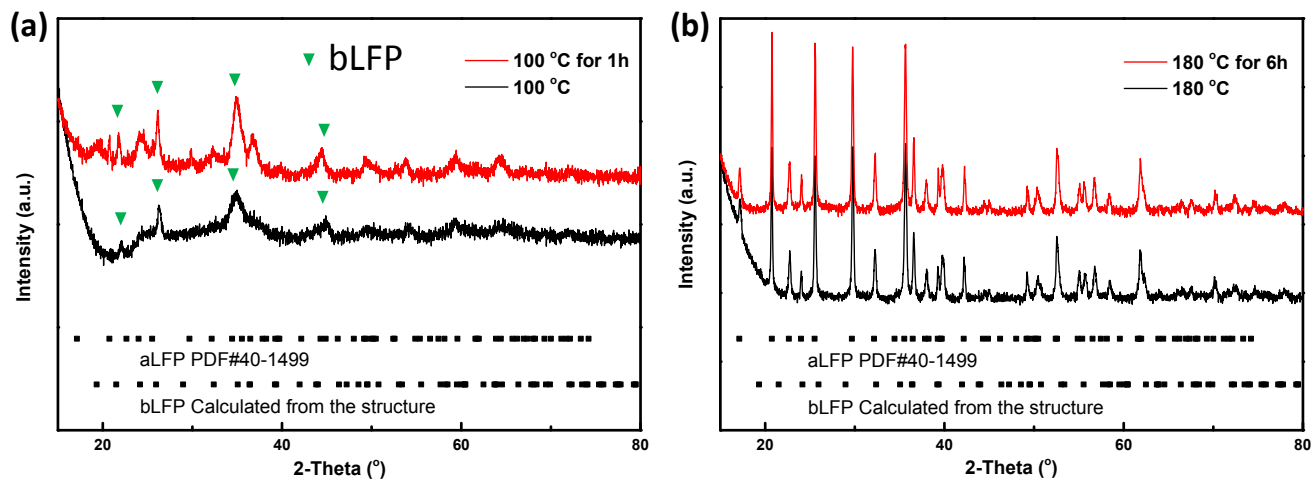 (a)
bLFP
100 °C for 1h
100 °C
Intensity (a.u.)
aLFP PDF#40-1499
bLFP Calculated from the structure
20 40 60 80
2-Theta (°)
(b)
180 °C for 6h
180 °C
Intensity (a.u.)
aLFP PDF#40-1499
bLFP Calculated from the structure
20 40 60 80
2-Theta (°)